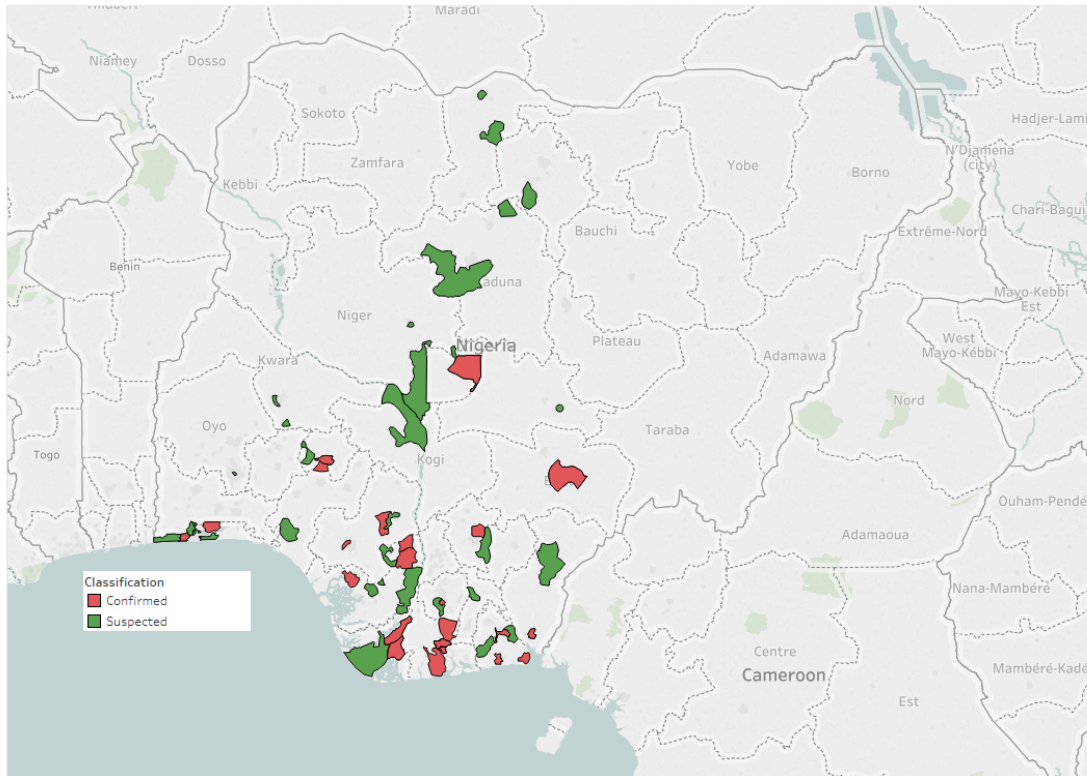 Maradi
Niamey
Dosso
Sokoto
Hadjer-Lami
Zamfara
Yobe
N'Djamena
(city)
Borno
Kebbi
Chari-Bagui
Bauchi
Extrême-Nord
Benin
aduna
Mayo-Kebbi
Est
Niger
Nigeria
Plateau
West
Mayo-Kébbi
Adamawa
Kwara
Nord
Oyo
Taraba
Togo
Kogi
Ouham-Pendé
Adamaoua
Classification
Confirmed
Suspected
Nana-Mambéré
Centre
Cameroon
Mambéré-Kadé
Est